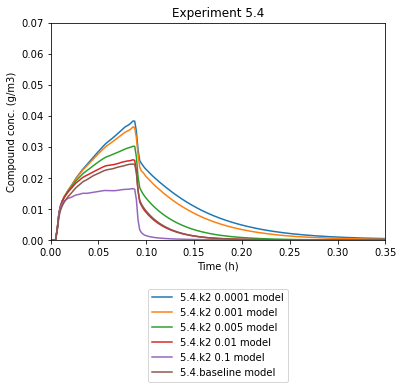 Experiment 5.4
Compound conc. (g/m3)
0.07
0.06
0.05
0.04
0.03
0.02
0.01
0.00
0.00 0.05 0.10 0.15 0.20 0.25 0.30 0.35
Time (h)
5.4.k2 0.0001 model
5.4.k2 0.001 model
5.4.k2 0.005 model
5.4.k2 0.01 model
5.4.k2 0.1 model
5.4.baseline model